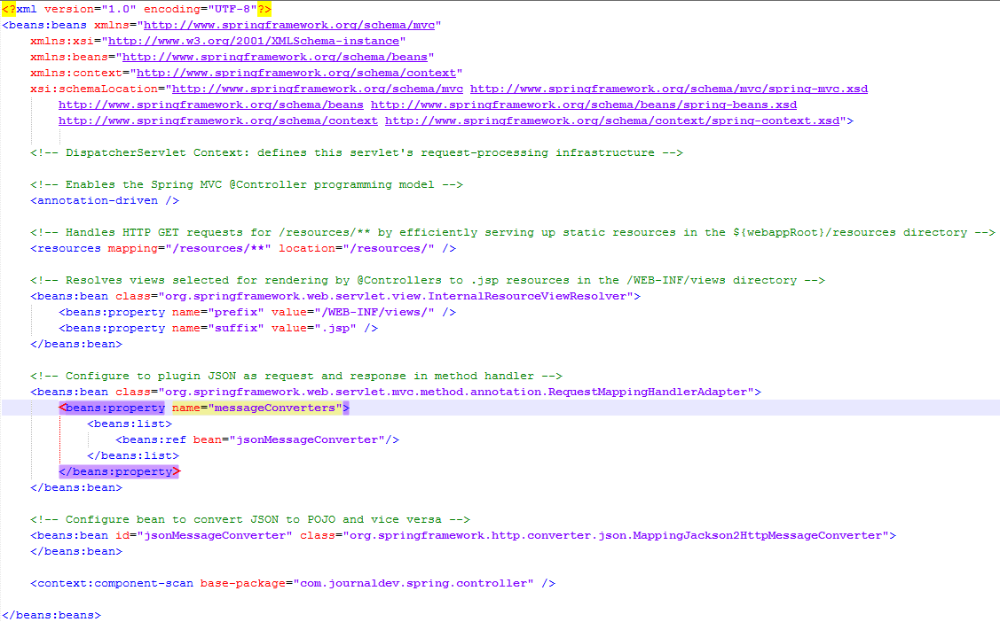 <?xml version="1.0" encoding="UTF-8"?>
<beans:beans xmlns="http://www.springframework.org/schema/mvc"
    xmlns:xsi="http://www.w3.org/2001/XMLSchema-instance"
    xmlns:beans="http://www.springframework.org/schema/beans"
    xmlns:context="http://www.springframework.org/schema/context"
    xsi:schemaLocation="http://www.springframework.org/schema/mvc http://www.springframework.org/schema/mvc/spring-mvc.xsd
        http://www.springframework.org/schema/beans http://www.springframework.org/schema/beans/spring-beans.xsd
        http://www.springframework.org/schema/context http://www.springframework.org/schema/context/spring-context.xsd">
    <!-- DispatcherServlet Context: defines this servlet's request-processing infrastructure -->
    <!-- Enables the Spring MVC @Controller programming model -->
    <annotation-driven />
    <!-- Handles HTTP GET requests for /resources/** by efficiently serving up static resources in the ${webappRoot}/resources directory -->
    <resources mapping="/resources/**" location="/resources/" />
    <!-- Resolves views selected for rendering by @Controllers to .jsp resources in the /WEB-INF/views directory -->
    <beans:bean class="org.springframework.web.servlet.view.InternalResourceViewResolver">
        <beans:property name="prefix" value="/WEB-INF/views/" />
        <beans:property name="suffix" value=".jsp" />
    </beans:bean>
    <!-- Configure to plugin JSON as request and response in method handler -->
    <beans:bean class="org.springframework.web.servlet.mvc.method.annotation.RequestMappingHandlerAdapter">
        <beans:property name="messageConverters">
            <beans:list>
                <beans:ref bean="jsonMessageConverter"/>
            </beans:list>
        </beans:property>
    </beans:bean>
    <!-- Configure bean to convert JSON to POJO and vice versa -->
    <beans:bean id="jsonMessageConverter" class="org.springframework.http.converter.json.MappingJackson2HttpMessageConverter">
    </beans:bean>
    <context:component-scan base-package="com.journaldev.spring.controller" />
</beans:beans>